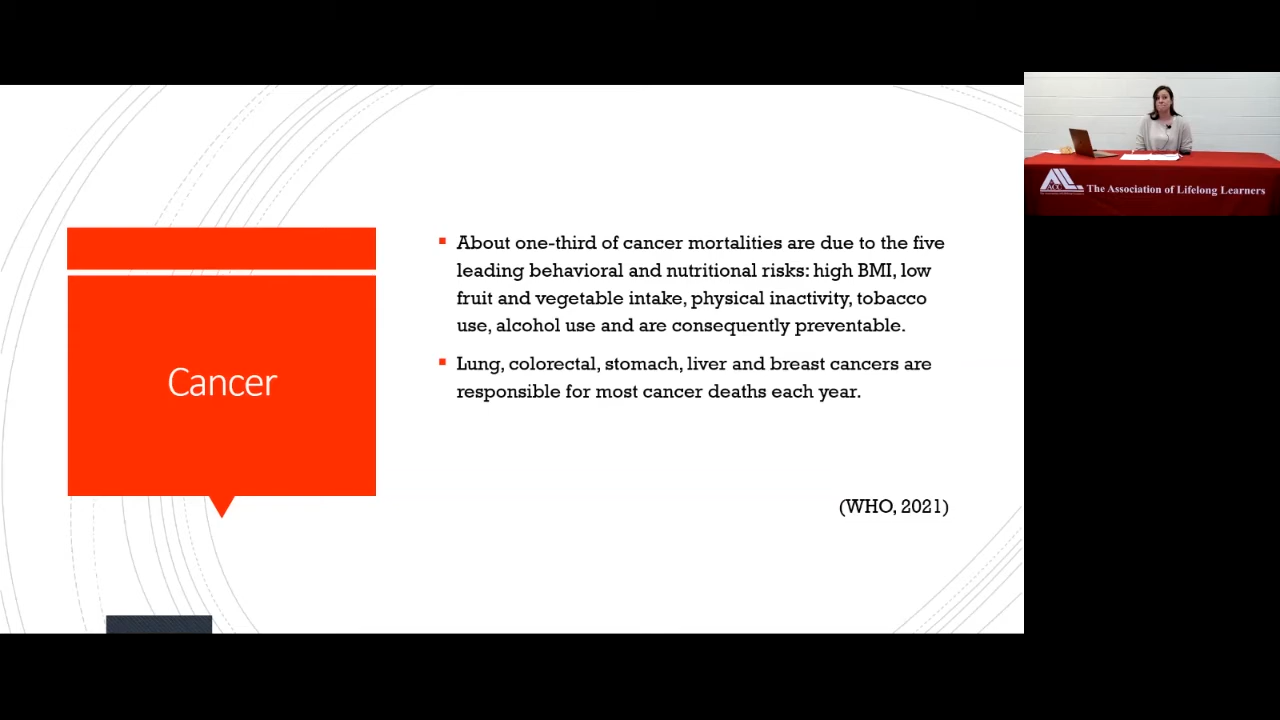 Cancer
About one-third of cancer mortalities are due to the five
leading behavioral and nutritional risks: high BMI, low
fruit and vegetable intake, physical inactivity, tobacco
use, alcohol use and are consequently preventable.
Lung, colorectal, stomach, liver and breast cancers are
responsible for most cancer deaths each year.
(WHO, 2021)
ALL
ACC
The Association of Lifelong Learners